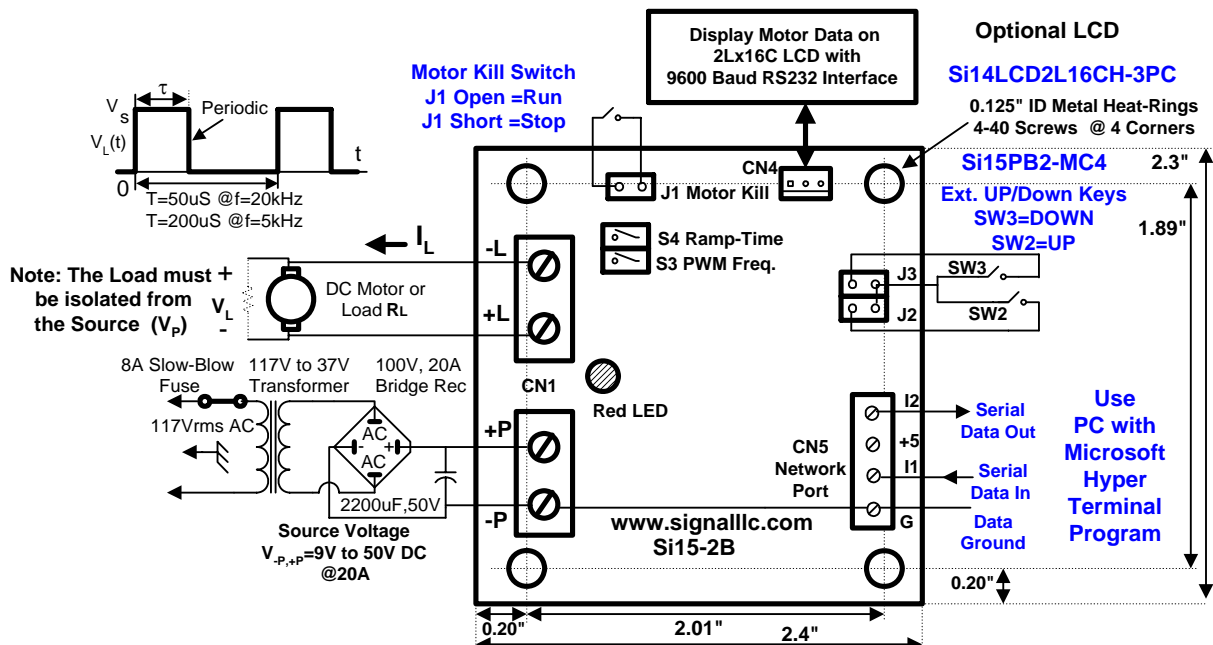 Display Motor Data on
2Lx16C LCD with
9600 Baud RS232 Interface
Optional LCD
Si14LCD2L16CH-3PC
0.125" ID Metal Heat-Rings
4-40 Screws @ 4 Corners
Motor Kill Switch
J1 Open =Run
J1 Short =Stop
Vs
τ
Periodic
VL(t)
t
0
T=50uS @f=20kHz
T=200uS @f=5kHz
CN4
J1 Motor Kill
Si15PB2-MC4
2.3"
Ext. UP/Down Keys
SW3=DOWN
SW2=UP
1.89"
S4 Ramp-Time
S3 PWM Freq.
IL
-L
+L
Note: The Load must
be isolated from
the Source (VP)
+
VL
-
DC Motor or
Load RL
J3
SW3
J2
SW2
8A Slow-Blow
Fuse
117V to 37V
Transformer
100V, 20A
Bridge Rec
CN1
Red LED
117Vrms AC
AC
- +
AC
+P
-P
2200uF,50V
Source Voltage
V-P,+P=9V to 50V DC
@20A
CN5
Network
Port
I2
+5
I1
G
Serial
Data Out
Serial
Data In
Data
Ground
Use
PC with
Microsoft
Hyper
Terminal
Program
www.signalllc.com
Si15-2B
0.20"
0.20"
2.01"
2.4"